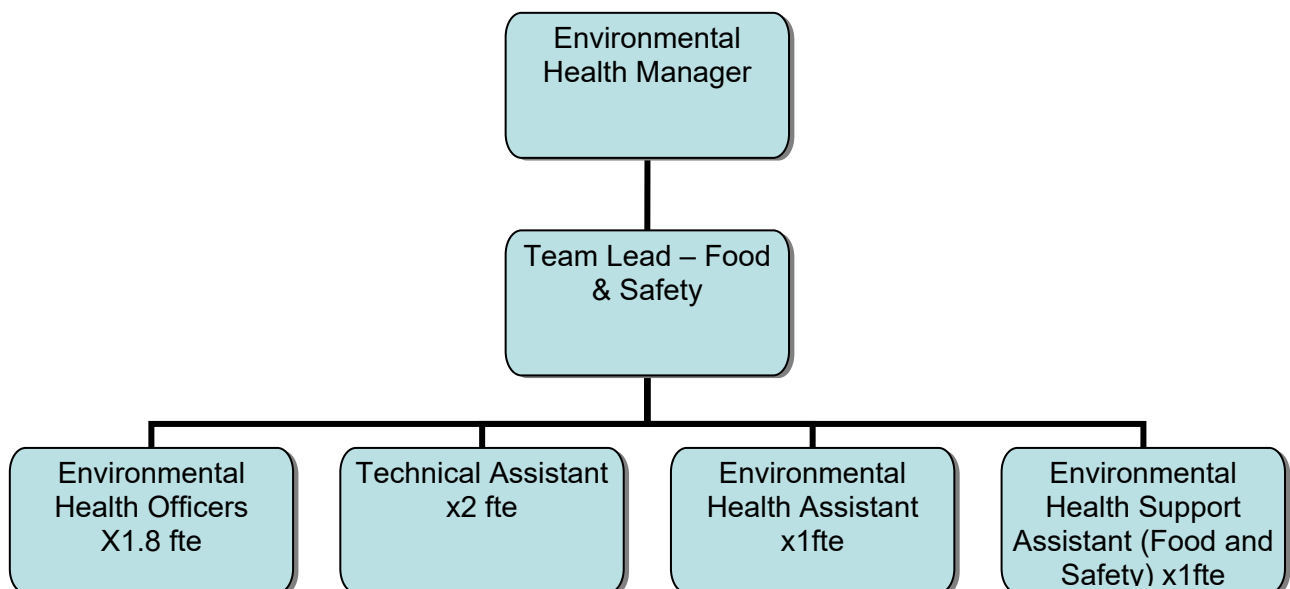 Environmental
Health Manager
Team Lead – Food
& Safety
Environmental
Health Officers
X1.8 fte
Technical Assistant
x2 fte
Environmental
Health Assistant
x1fte
Environmental
Health Support
Assistant (Food and
Safety) x1fte